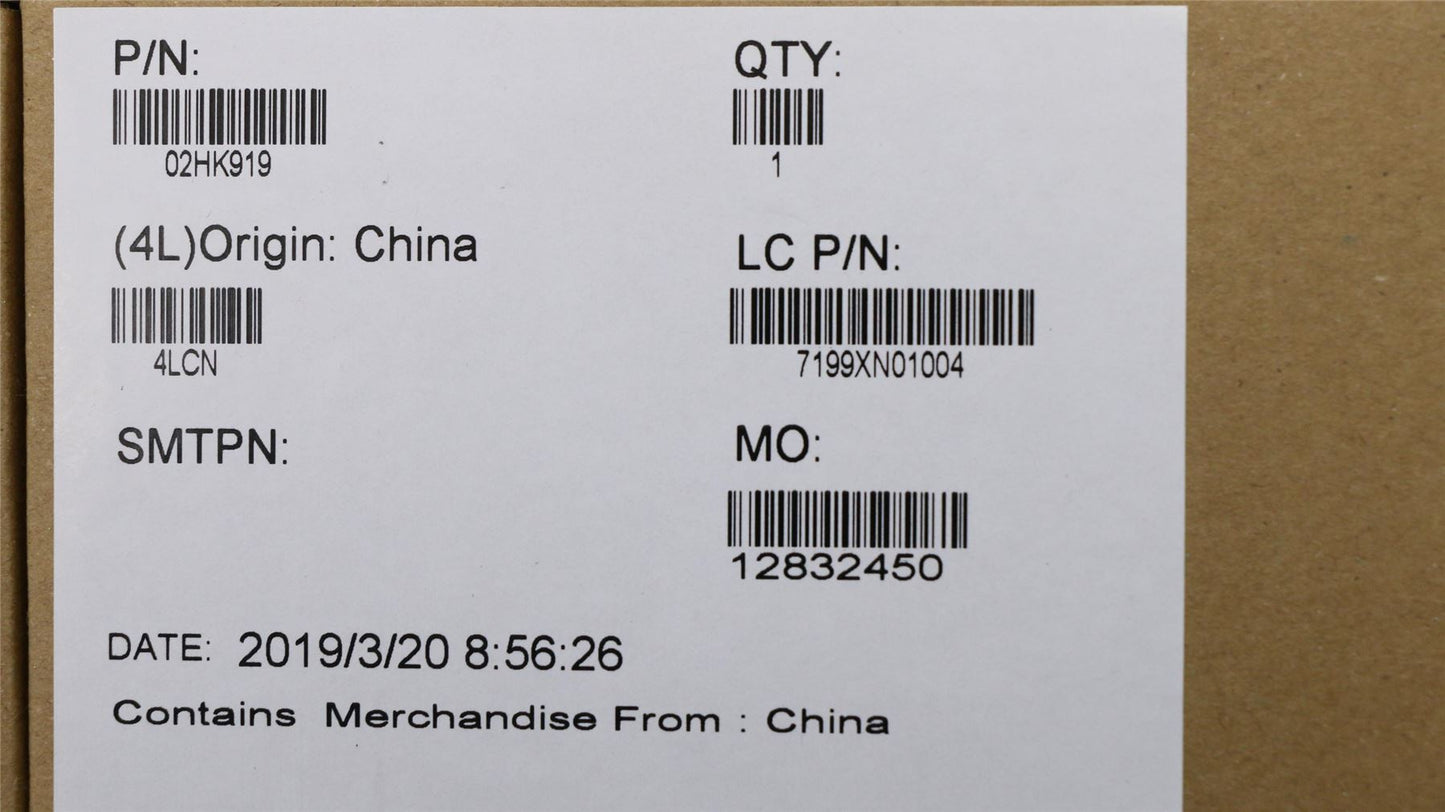 P/N:
02HK919
QTY:
1
(4L)Origin: China
4LCN
LC P/N:
7199XN01004
SMTPN:
MO:
12832450
DATE: 2019/3/20 8:56:26
Contains Merchandise From : China